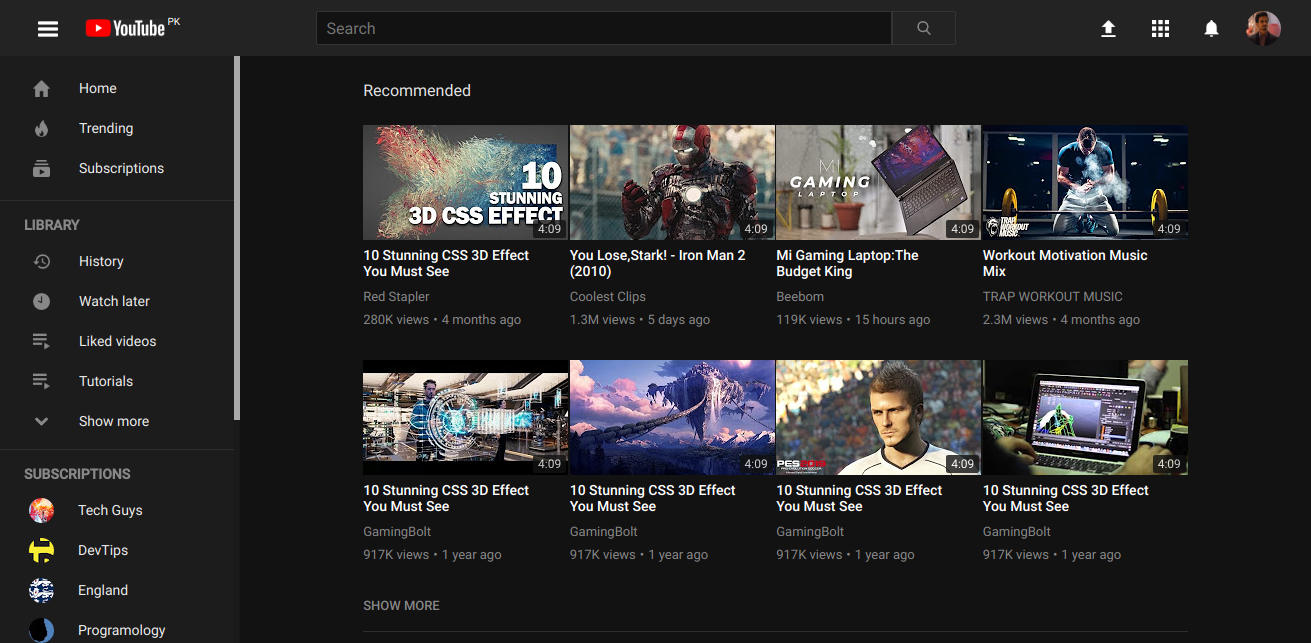 YouTube PK
Search
Home
Trending
Subscriptions
LIBRARY
History
Watch later
Liked videos
Tutorials
Show more
SUBSCRIPTIONS
Tech Guys
DevTips
England
Programology
Recommended
10
STUNNING
3D CSS EFFECT
4:09
10 Stunning CSS 3D Effect
You Must See
Red Stapler
280K views • 4 months ago
4:09
You Lose,Stark! - Iron Man 2
(2010)
Coolest Clips
1.3M views • 5 days ago
MI
GAMING
LAPTOP
4:09
Mi Gaming Laptop:The
Budget King
Beebom
119K views • 15 hours ago
TRAP
WORKOUT
MUSIC
4:09
Workout Motivation Music
Mix
TRAP WORKOUT MUSIC
2.3M views • 4 months ago
4:09
10 Stunning CSS 3D Effect
You Must See
GamingBolt
917K views • 1 year ago
4:09
10 Stunning CSS 3D Effect
You Must See
GamingBolt
917K views • 1 year ago
4:09
10 Stunning CSS 3D Effect
You Must See
GamingBolt
917K views • 1 year ago
4:09
10 Stunning CSS 3D Effect
You Must See
GamingBolt
917K views • 1 year ago
SHOW MORE